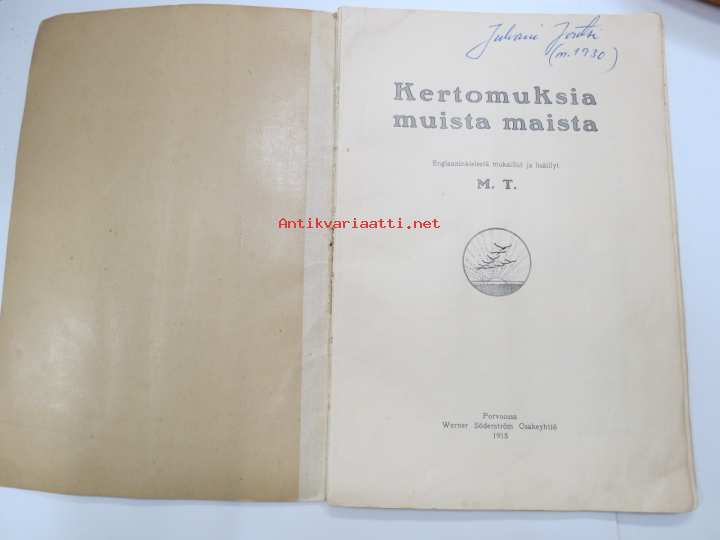 Juhani
(n. 1930)
Kertomuksia
muista maista
Englanninkielestä mukaillut ja lisäillyt
M. T.
Antikvariaatti.net
Porvoossa
Werner Söderström Osakeyhtiö
1915